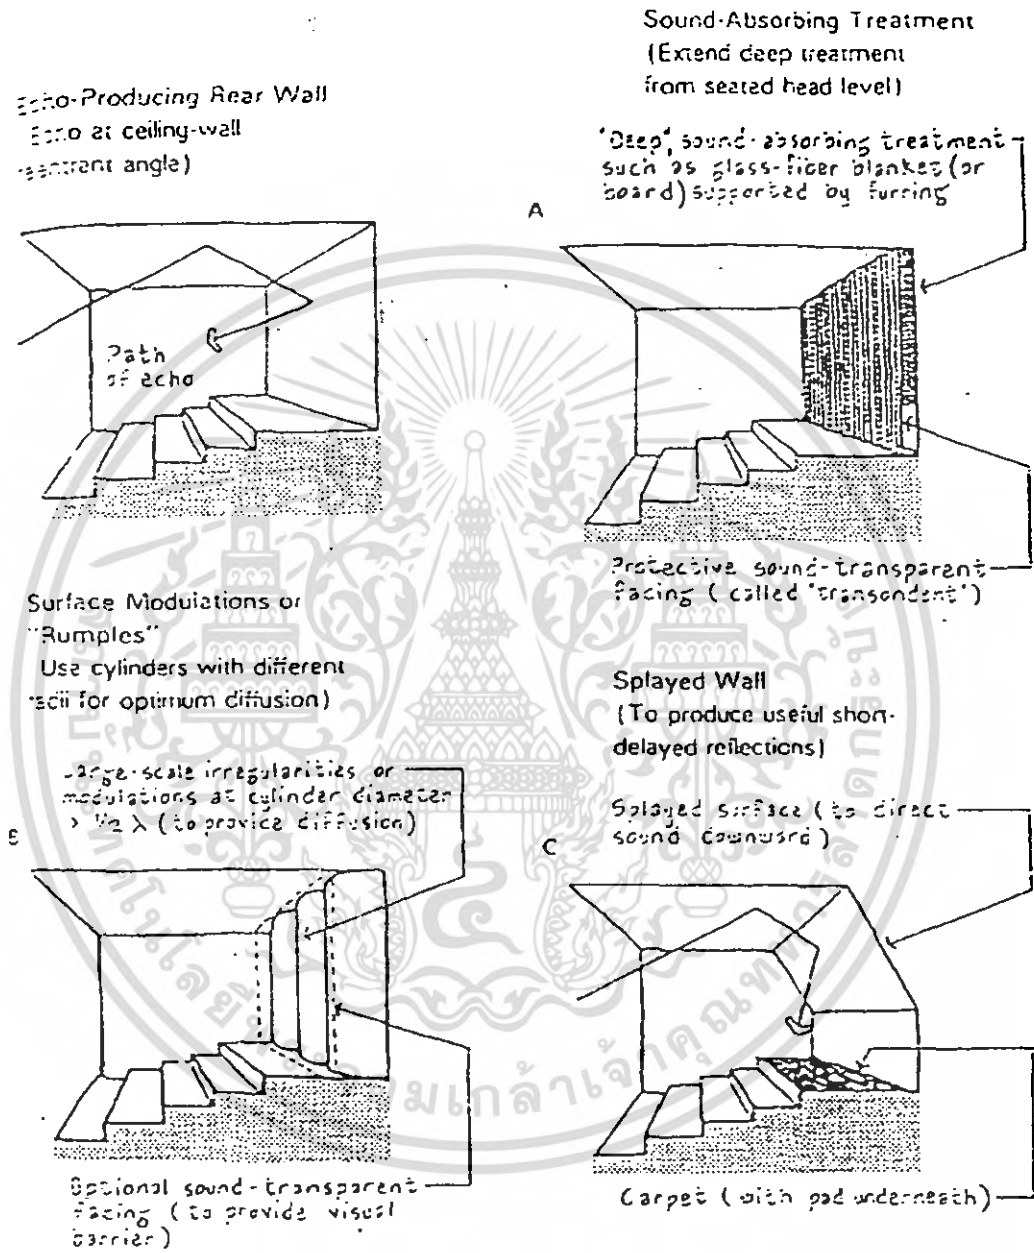 Echo-Producing Rear Wall
Echo at ceiling-wall
reentrant angle)
Path
of echo
Sound-Absorbing Treatment
(Extend deep treatment
from seated head level)
"Deep", sound-absorbing treatment
such as glass-fiber blanket (or
board) supported by furring
A
Protective sound-transparent
facing (called "transondent")
Surface Modulations or
"Rumples"
Use cylinders with different
radii for optimum diffusion)
Large-scale irregularities or
modulations at cylinder diameter
> 1/2 λ (to provide diffusion)
B
Optional sound-transparent
facing (to provide visual
barrier)
Splayed Wall
(To produce useful short-
delayed reflections)
Splayed surface (to direct
sound downward)
C
Carpet (with pad underneath)